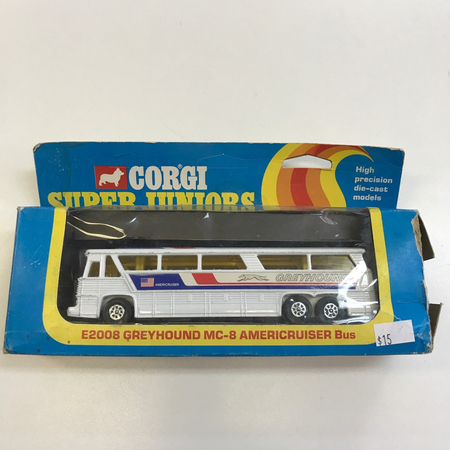 CORGI
SUPER JUNIORS
High
precision
die-cast
models
AMERICRUISER
GREYHOUND
E2008 GREYHOUND MC-8 AMERICRUISER Bus
$15